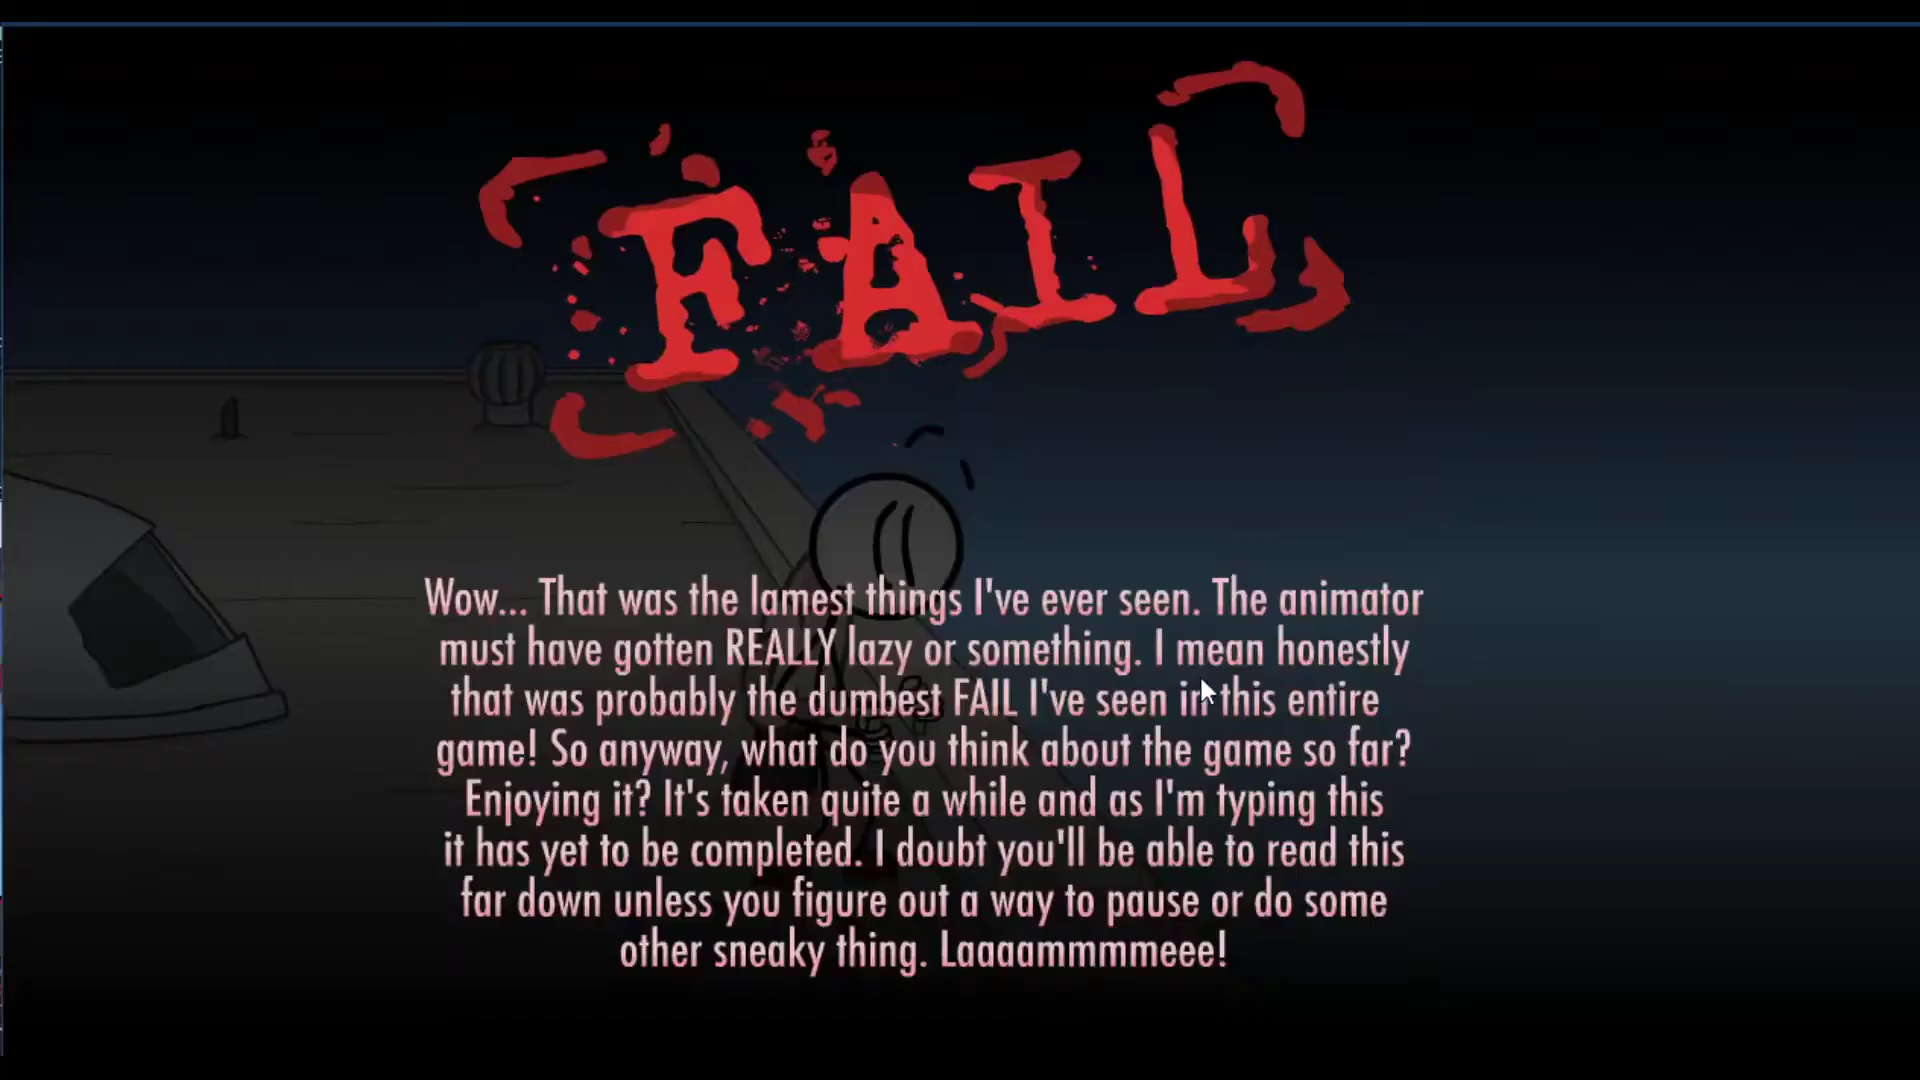 FAIL
Wow... That was the lamest things I've ever seen. The animator
must have gotten REALLY lazy or something. I mean honestly
that was probably the dumbest FAIL I've seen in this entire
game! So anyway, what do you think about the game so far?
Enjoying it? It's taken quite a while and as I'm typing this
it has yet to be completed. I doubt you'll be able to read this
far down unless you figure out a way to pause or do some
other sneaky thing. Laaaammmmeee!